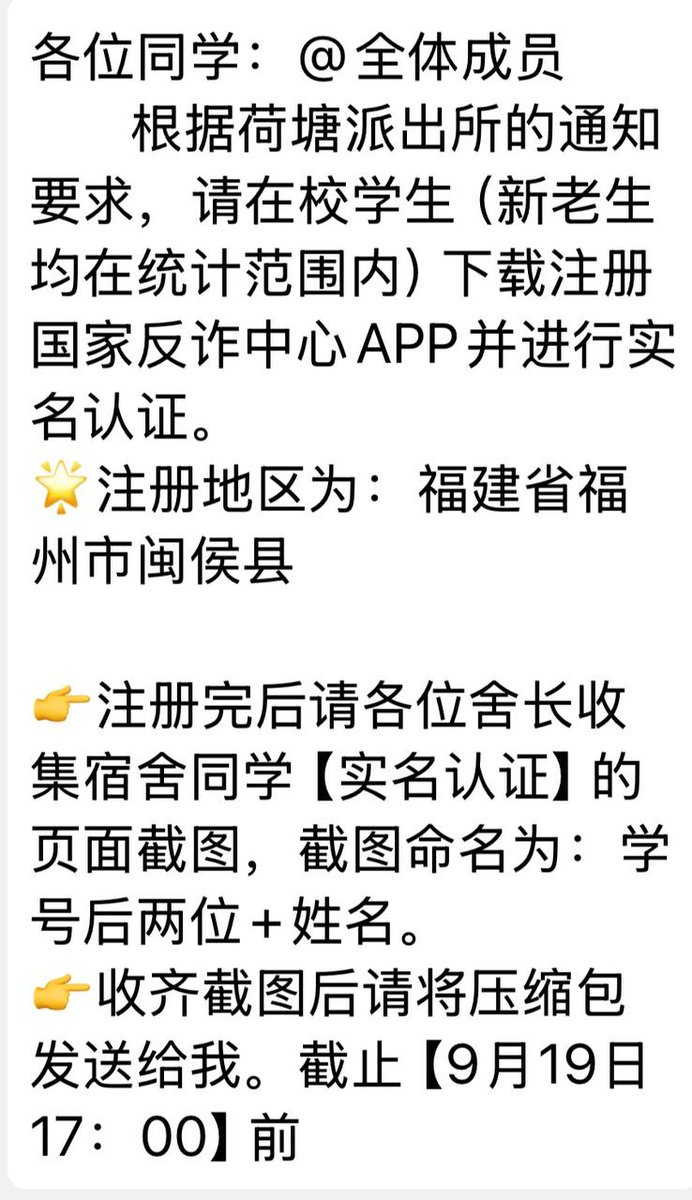 各位同学：@全体成员
根据荷塘派出所的通知
要求，请在校学生（新老生
均在统计范围内）下载注册
国家反诈中心APP并进行实
名认证。
🌟注册地区为：福建省福
州市闽侯县
👉注册完后请各位舍长收
集宿舍同学【实名认证】的
页面截图，截图命名为：学
号后两位+姓名。
👉收齐截图后请将压缩包
发送给我。截止【9月19日
17：00】前